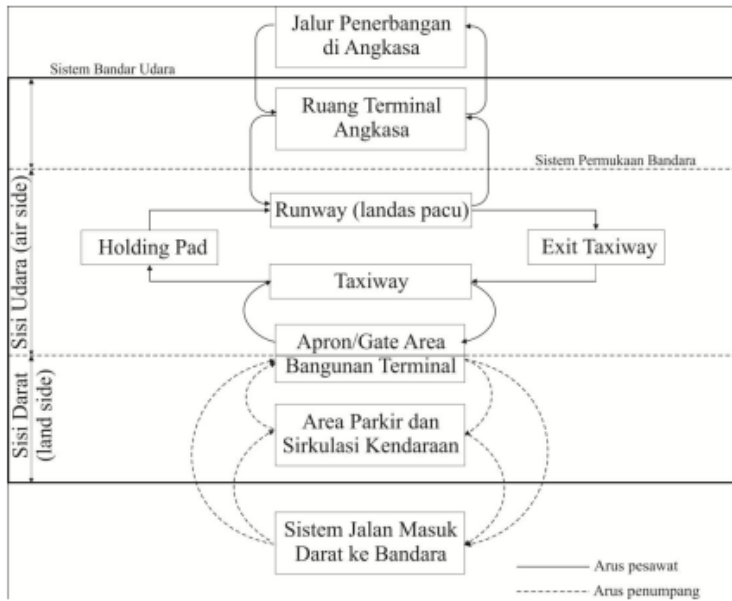 Jalur Penerbangan
di Angkasa
Sistem Bandar Udara
Ruang Terminal
Angkasa
Sistem Permukaan Bandara
Sisi Udara (air side)
Runway (landas pacu)
Holding Pad
Exit Taxiway
Taxiway
Apron/Gate Area
Bangunan Terminal
Sisi Darat
(land side)
Area Parkir dan
Sirkulasi Kendaraan
Sistem Jalan Masuk
Darat ke Bandara
Arus pesawat
Arus penumpang